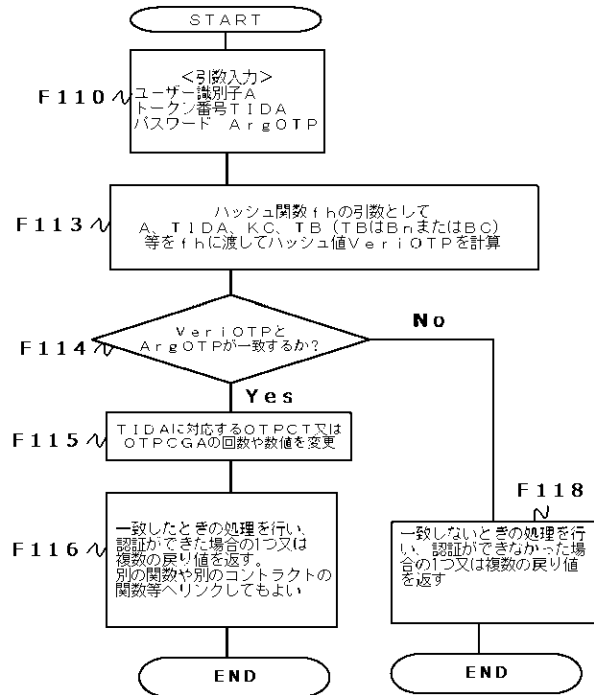 START
F110
＜引数入力＞
ユーザー識別子A
トークン番号TIDA
パスワード　ArgOTP
F113
ハッシュ関数fhの引数として
A、TIDA、KC、TB（TBはBnまたはBC）
等をfhに渡してハッシュ値VeriOTPを計算
F114
VeriOTPと
ArgOTPが一致するか？
No
Yes
F115
TIDAに対応するOTPCT又は
OTPCGAの回数や数値を変更
F116
一致したときの処理を行い、
認証ができた場合の1つ又は
複数の戻り値を返す。
別の関数や別のコントラクトの
関数等へリンクしてもよい
F118
一致しないときの処理を行
い、認証ができなかった場
合の1つ又は複数の戻り値
を返す
END
END